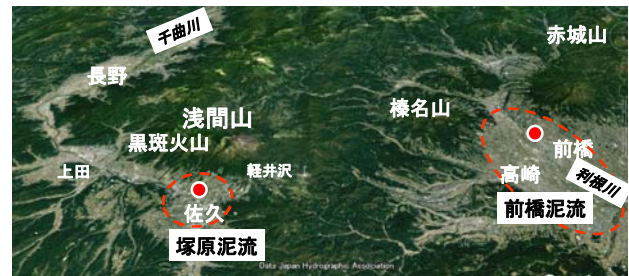 千曲川
赤城山
長野
浅間山
榛名山
黒斑火山
前橋
上田
軽井沢
高崎
利根川
佐久
前橋泥流
塚原泥流
Data Japan Hydrographic Association